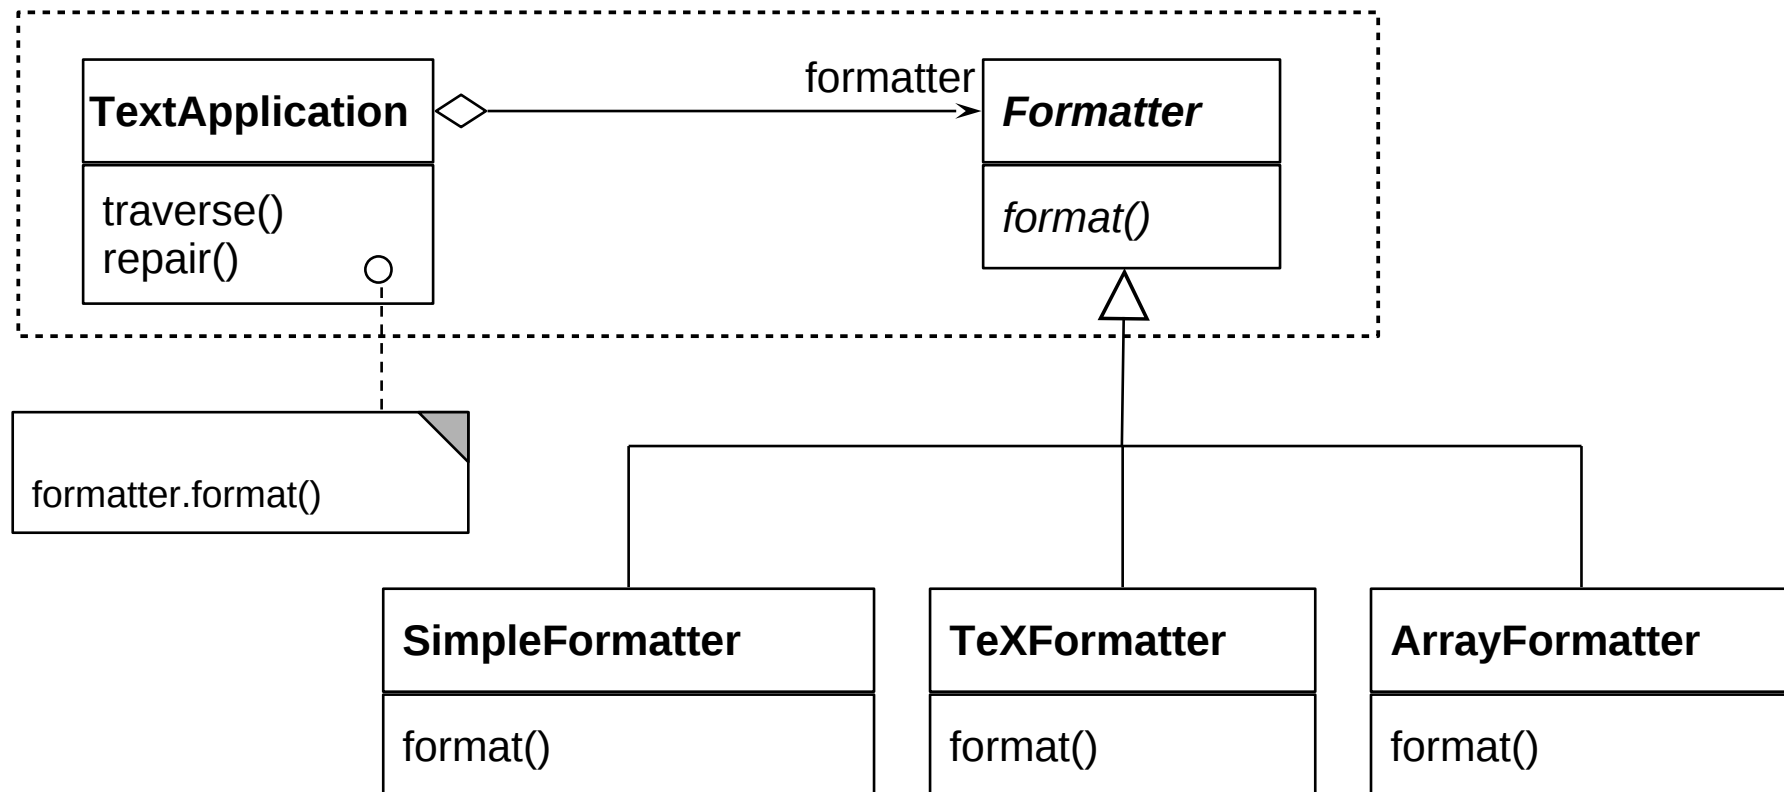 formatter
TextApplication
Formatter
traverse()
repair()
format()
formatter.format()
SimpleFormatter
TeXFormatter
ArrayFormatter
format()
format()
format()